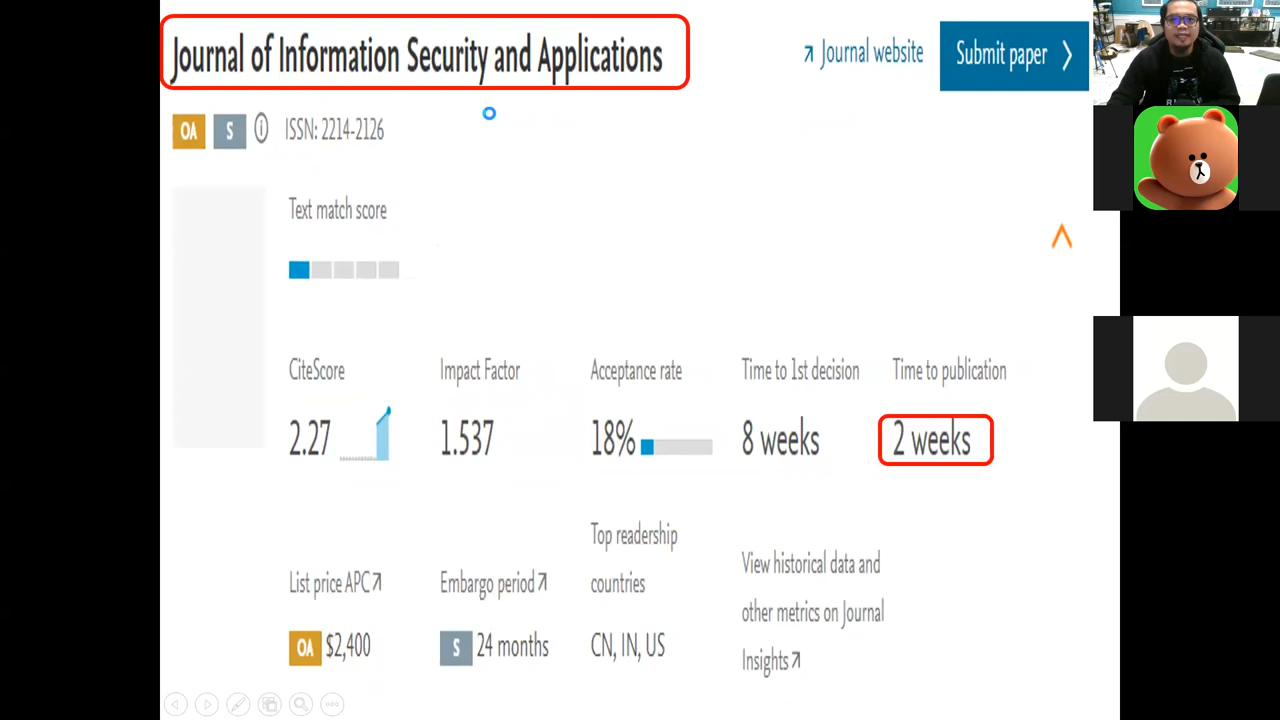 Journal of Information Security and Applications
Journal website
Submit paper
OA S ISSN: 2214-2126
Text match score
CiteScore
Impact Factor
Acceptance rate
Time to 1st decision
Time to publication
2.27
1.537
18%
8 weeks
2 weeks
List price APC
OA $2,400
Embargo period
S 24 months
Top readership
countries
CN, IN, US
View historical data and
other metrics on Journal
Insights